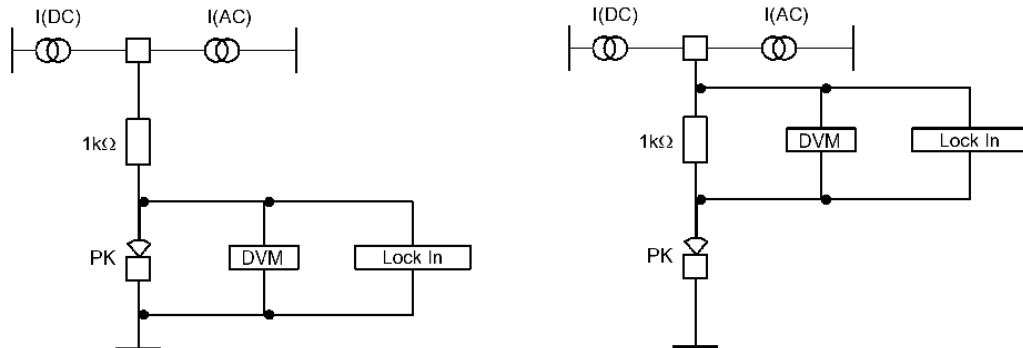 I(DC) I(AC)
1kΩ
PK
DVM
Lock In
I(DC) I(AC)
1kΩ
DVM
Lock In
PK